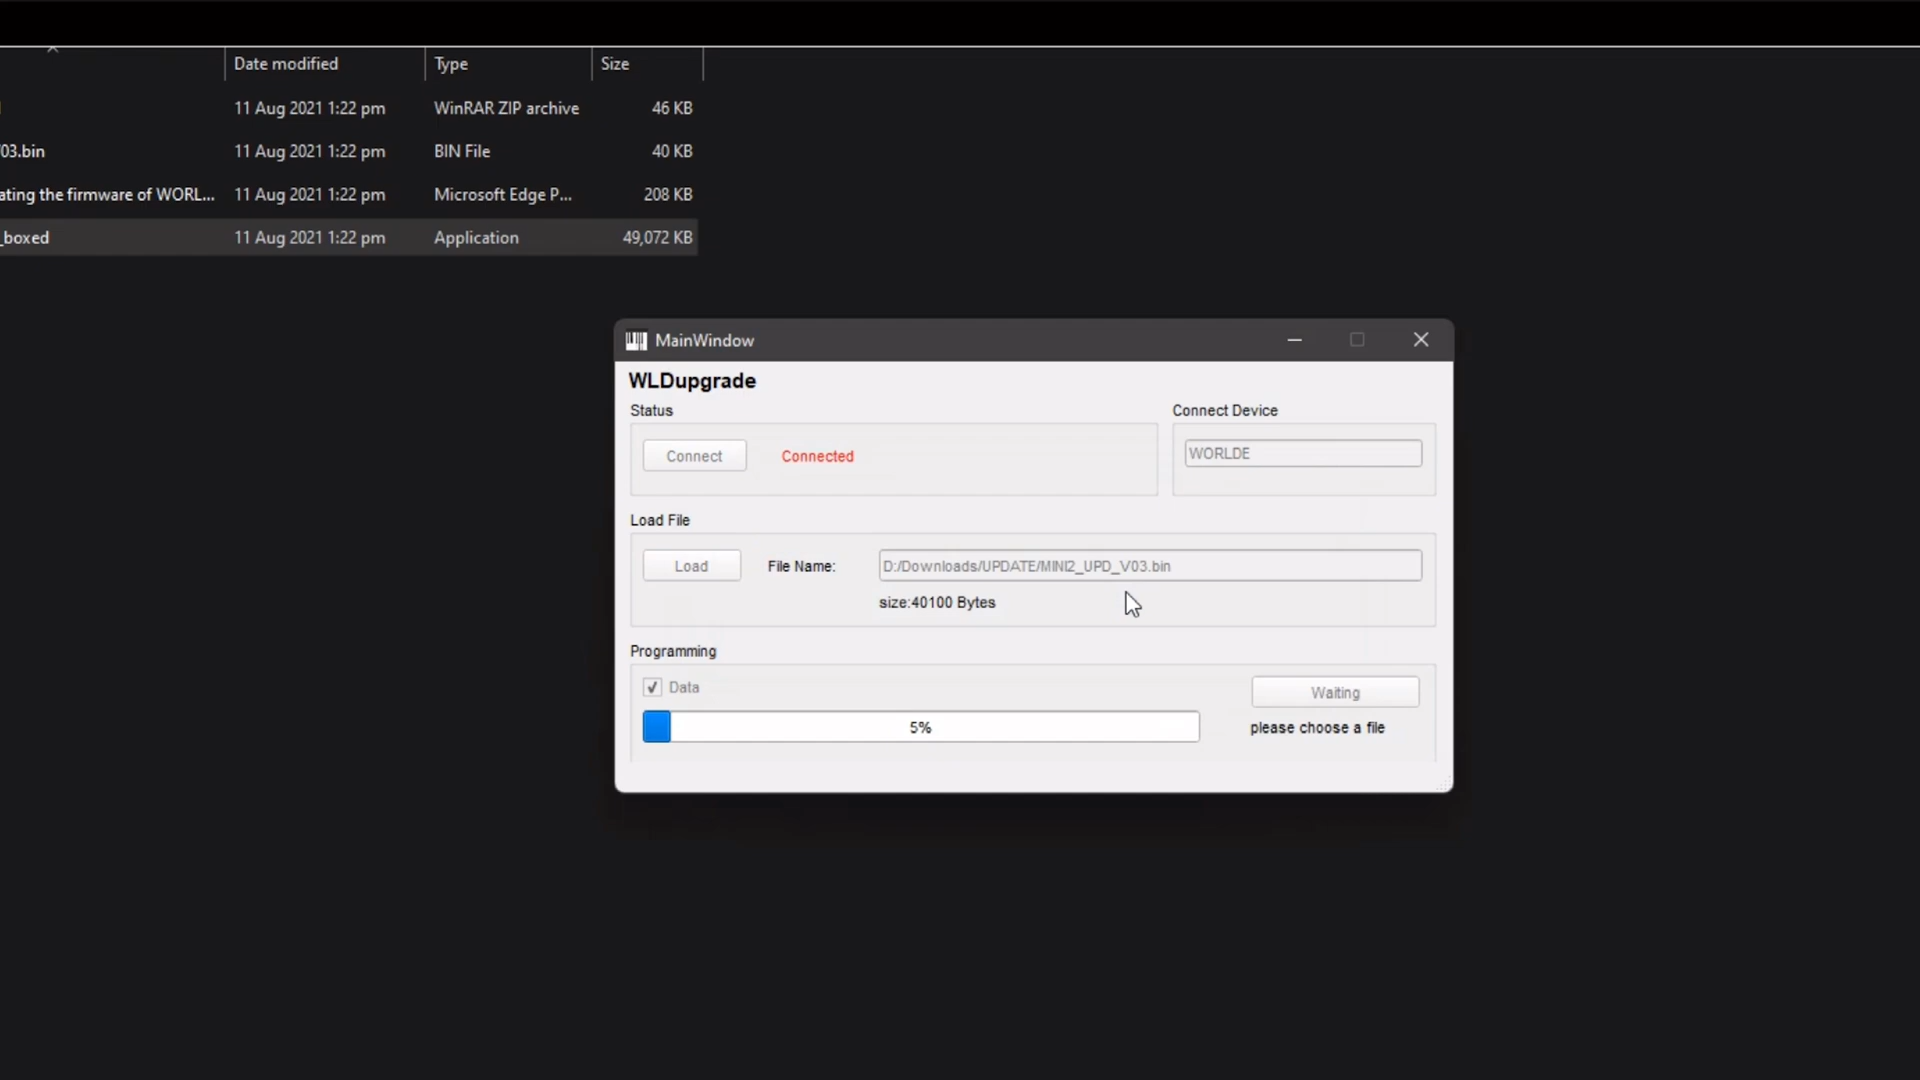 Date modified Type Size
11 Aug 2021 1:22 pm WinRAR ZIP archive 46 KB
03.bin 11 Aug 2021 1:22 pm BIN File 40 KB
ating the firmware of WORL... 11 Aug 2021 1:22 pm Microsoft Edge P... 208 KB
_boxed 11 Aug 2021 1:22 pm Application 49,072 KB
MainWindow
WLDupgrade
Status Connect Device
Connect Connected WORLDE
Load File
Load File Name: D:/Downloads/UPDATE/MINI2_UPD_V03.bin
size:40100 Bytes
Programming
Data Waiting
5% please choose a file